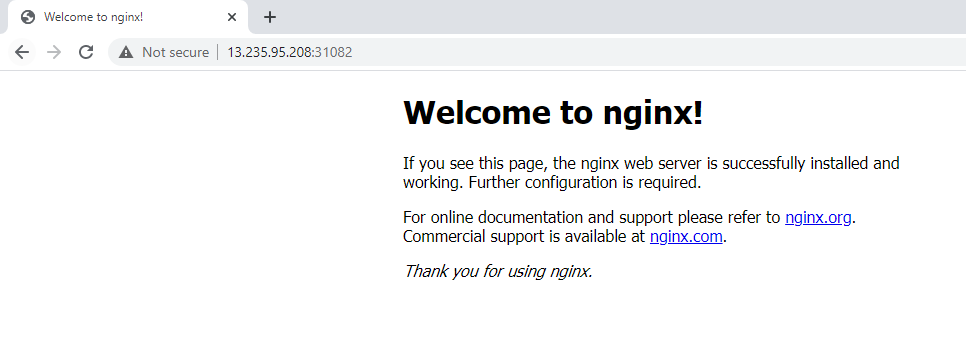 Welcome to nginx!
Not secure
13.235.95.208:31082
Welcome to nginx!
If you see this page, the nginx web server is successfully installed and
working. Further configuration is required.
For online documentation and support please refer to nginx.org.
Commercial support is available at nginx.com.
Thank you for using nginx.